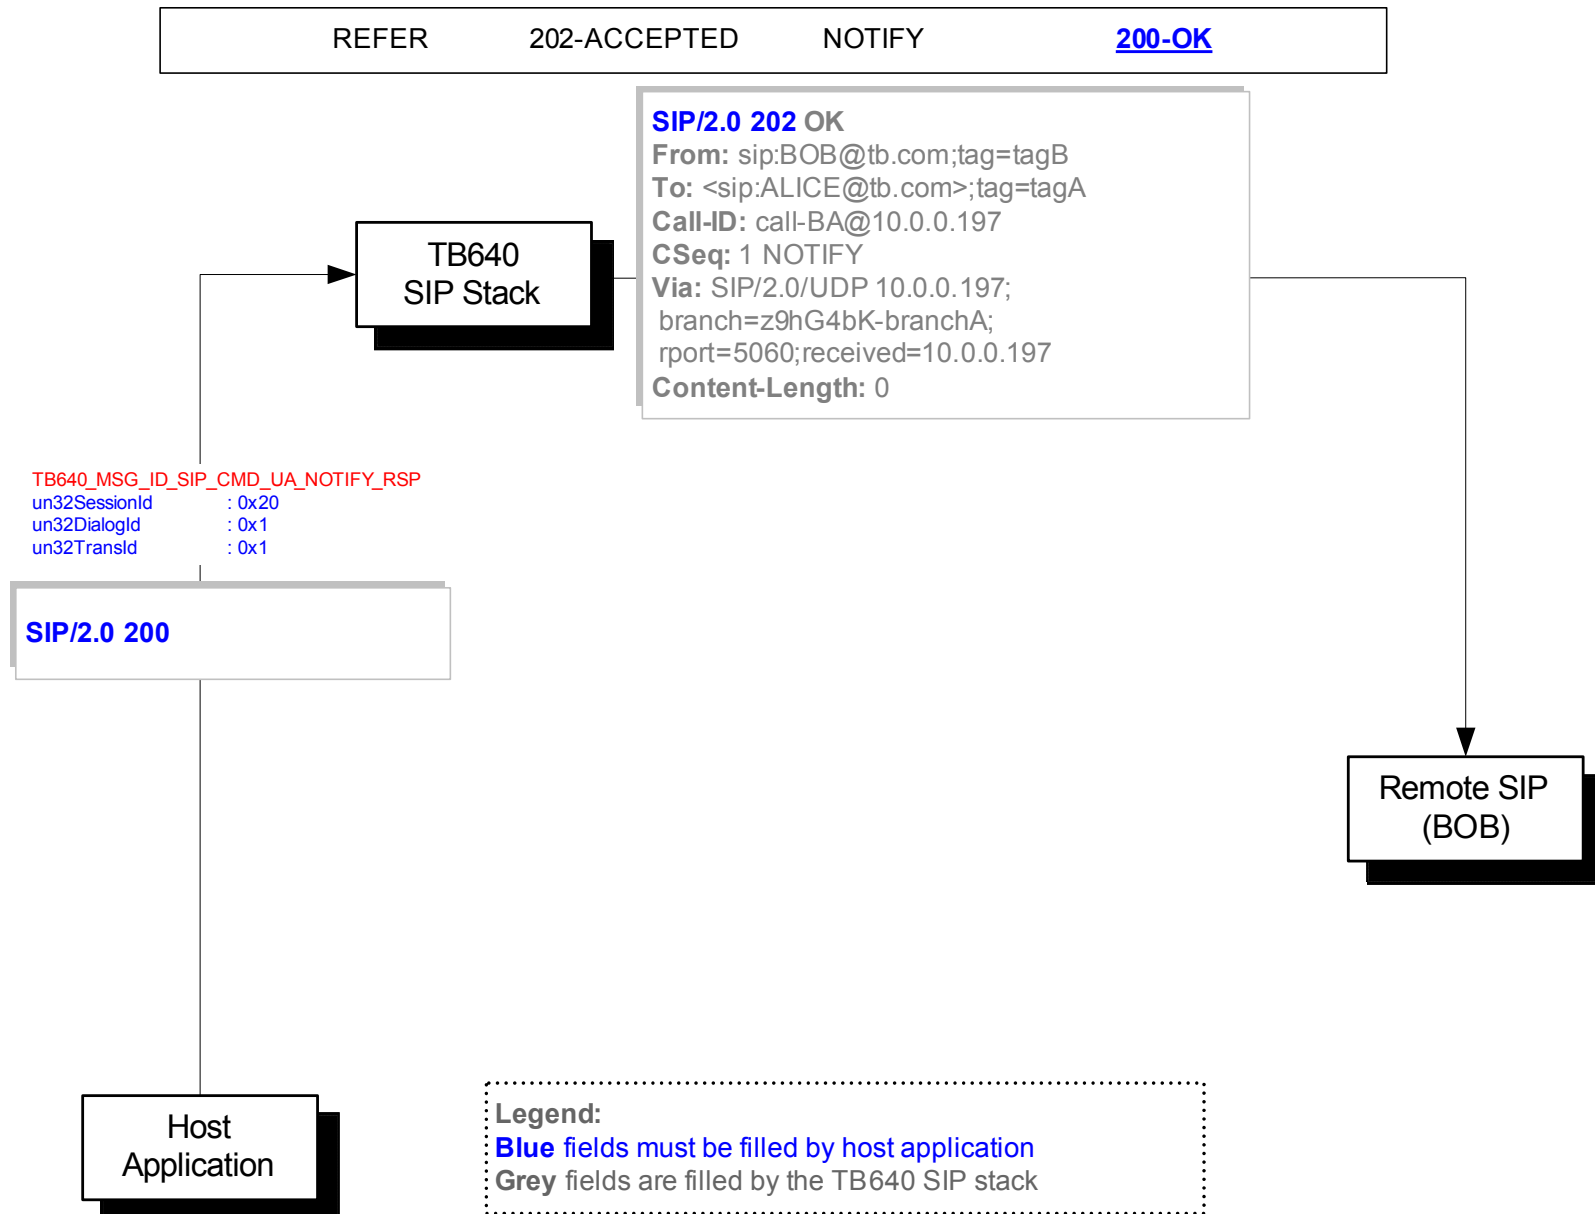 REFER 202-ACCEPTED NOTIFY 200-OK
SIP/2.0 202 OK
From: sip:BOB@tb.com;tag=tagB
To: <sip:ALICE@tb.com>;tag=tagA
Call-ID: call-BA@10.0.0.197
CSeq: 1 NOTIFY
Via: SIP/2.0/UDP 10.0.0.197;
branch=z9hG4bK-branchA;
rport=5060;received=10.0.0.197
Content-Length: 0
TB640
SIP Stack
TB640_MSG_ID_SIP_CMD_UA_NOTIFY_RSP
un32SessionId : 0x20
un32DialogId : 0x1
un32TransId : 0x1
SIP/2.0 200
Remote SIP
(BOB)
Host
Application
Legend:
Blue fields must be filled by host application
Grey fields are filled by the TB640 SIP stack